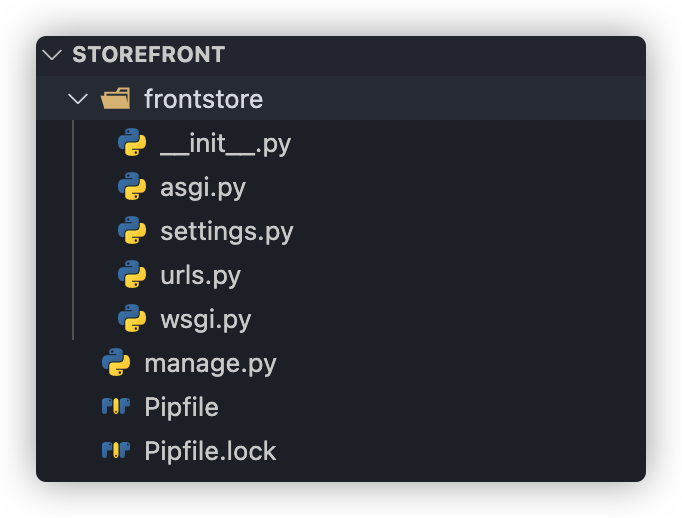 STOREFRONT
frontstore
__init__.py
asgi.py
settings.py
urls.py
wsgi.py
manage.py
Pipfile
Pipfile.lock